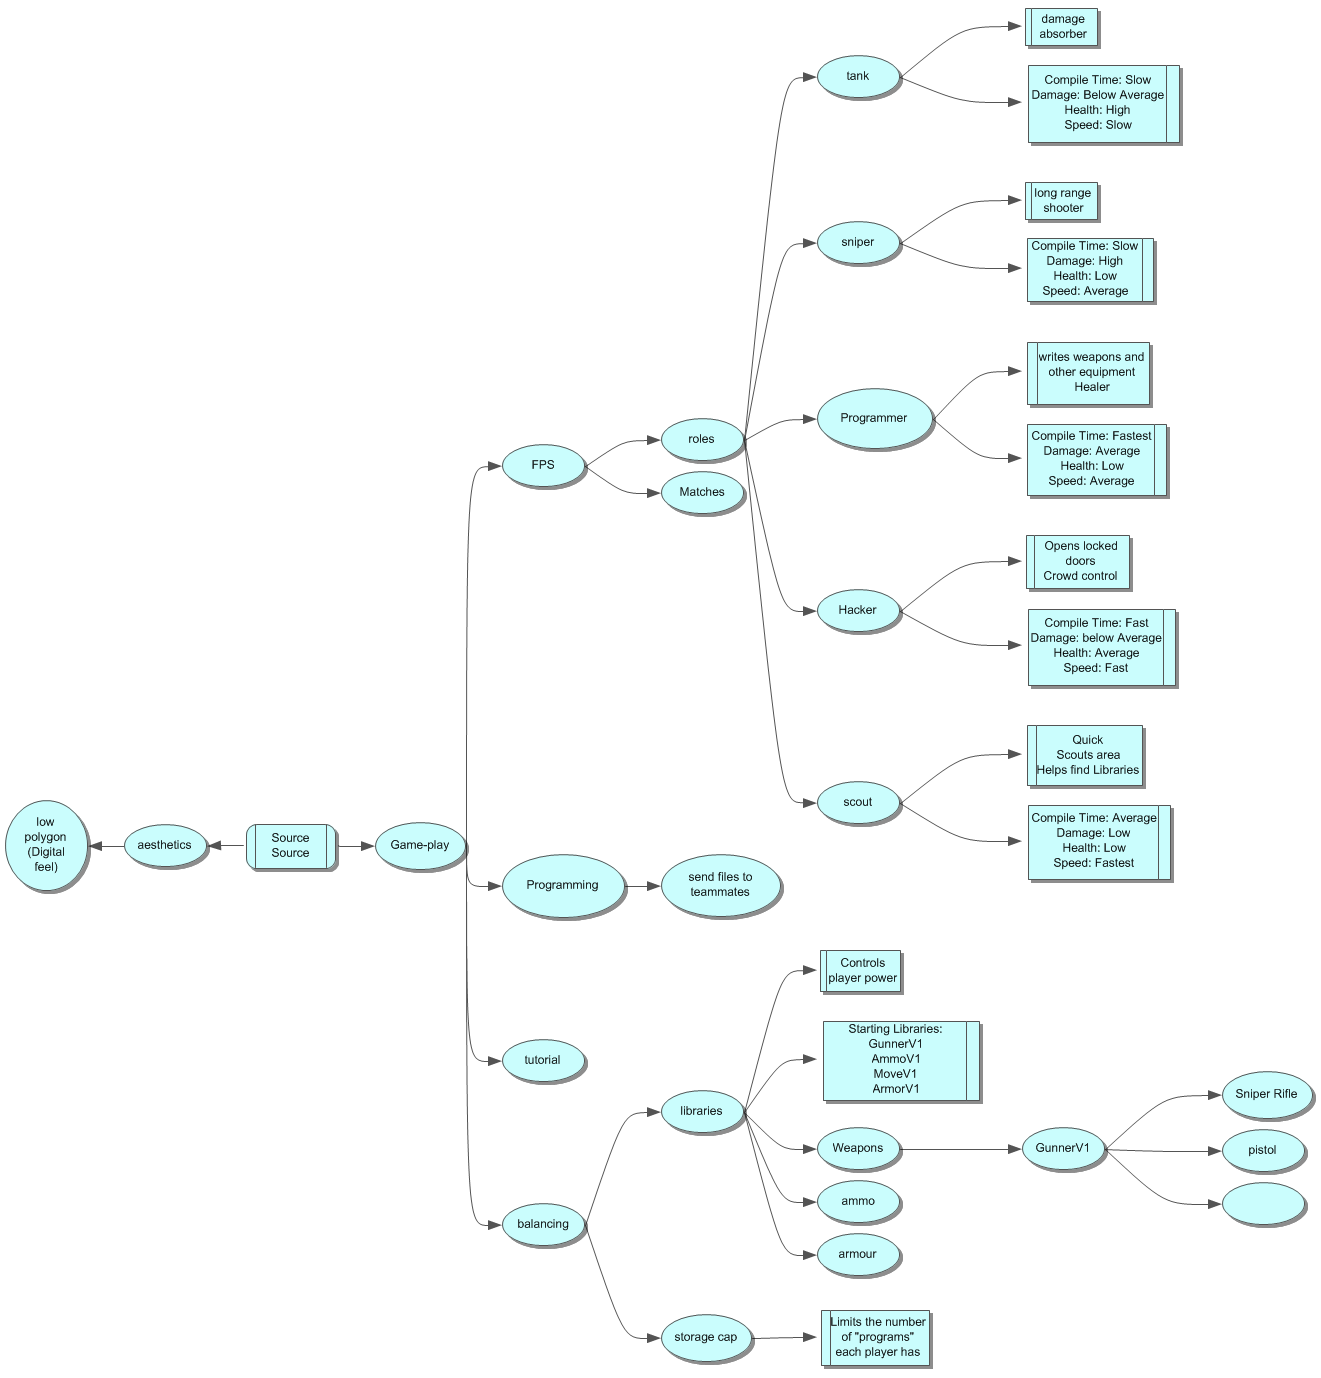 damage
absorber
tank
Compile Time: Slow
Damage: Below Average
Health: High
Speed: Slow
long range
shooter
sniper
Compile Time: Slow
Damage: High
Health: Low
Speed: Average
writes weapons and
other equipment
Healer
Programmer
Compile Time: Fastest
Damage: Average
Health: Low
Speed: Average
roles
FPS
Matches
Opens locked
doors
Crowd control
Hacker
Compile Time: Fast
Damage: below Average
Health: Average
Speed: Fast
Quick
Scouts area
Helps find Libraries
scout
Compile Time: Average
Damage: Low
Health: Low
Speed: Fastest
low
polygon
(Digital
feel)
aesthetics
Source
Source
Game-play
Programming
send files to
teammates
Controls
player power
Starting Libraries:
GunnerV1
AmmoV1
MoveV1
ArmorV1
tutorial
libraries
Weapons
GunnerV1
Sniper Rifle
pistol
ammo
armour
balancing
storage cap
Limits the number
of "programs"
each player has